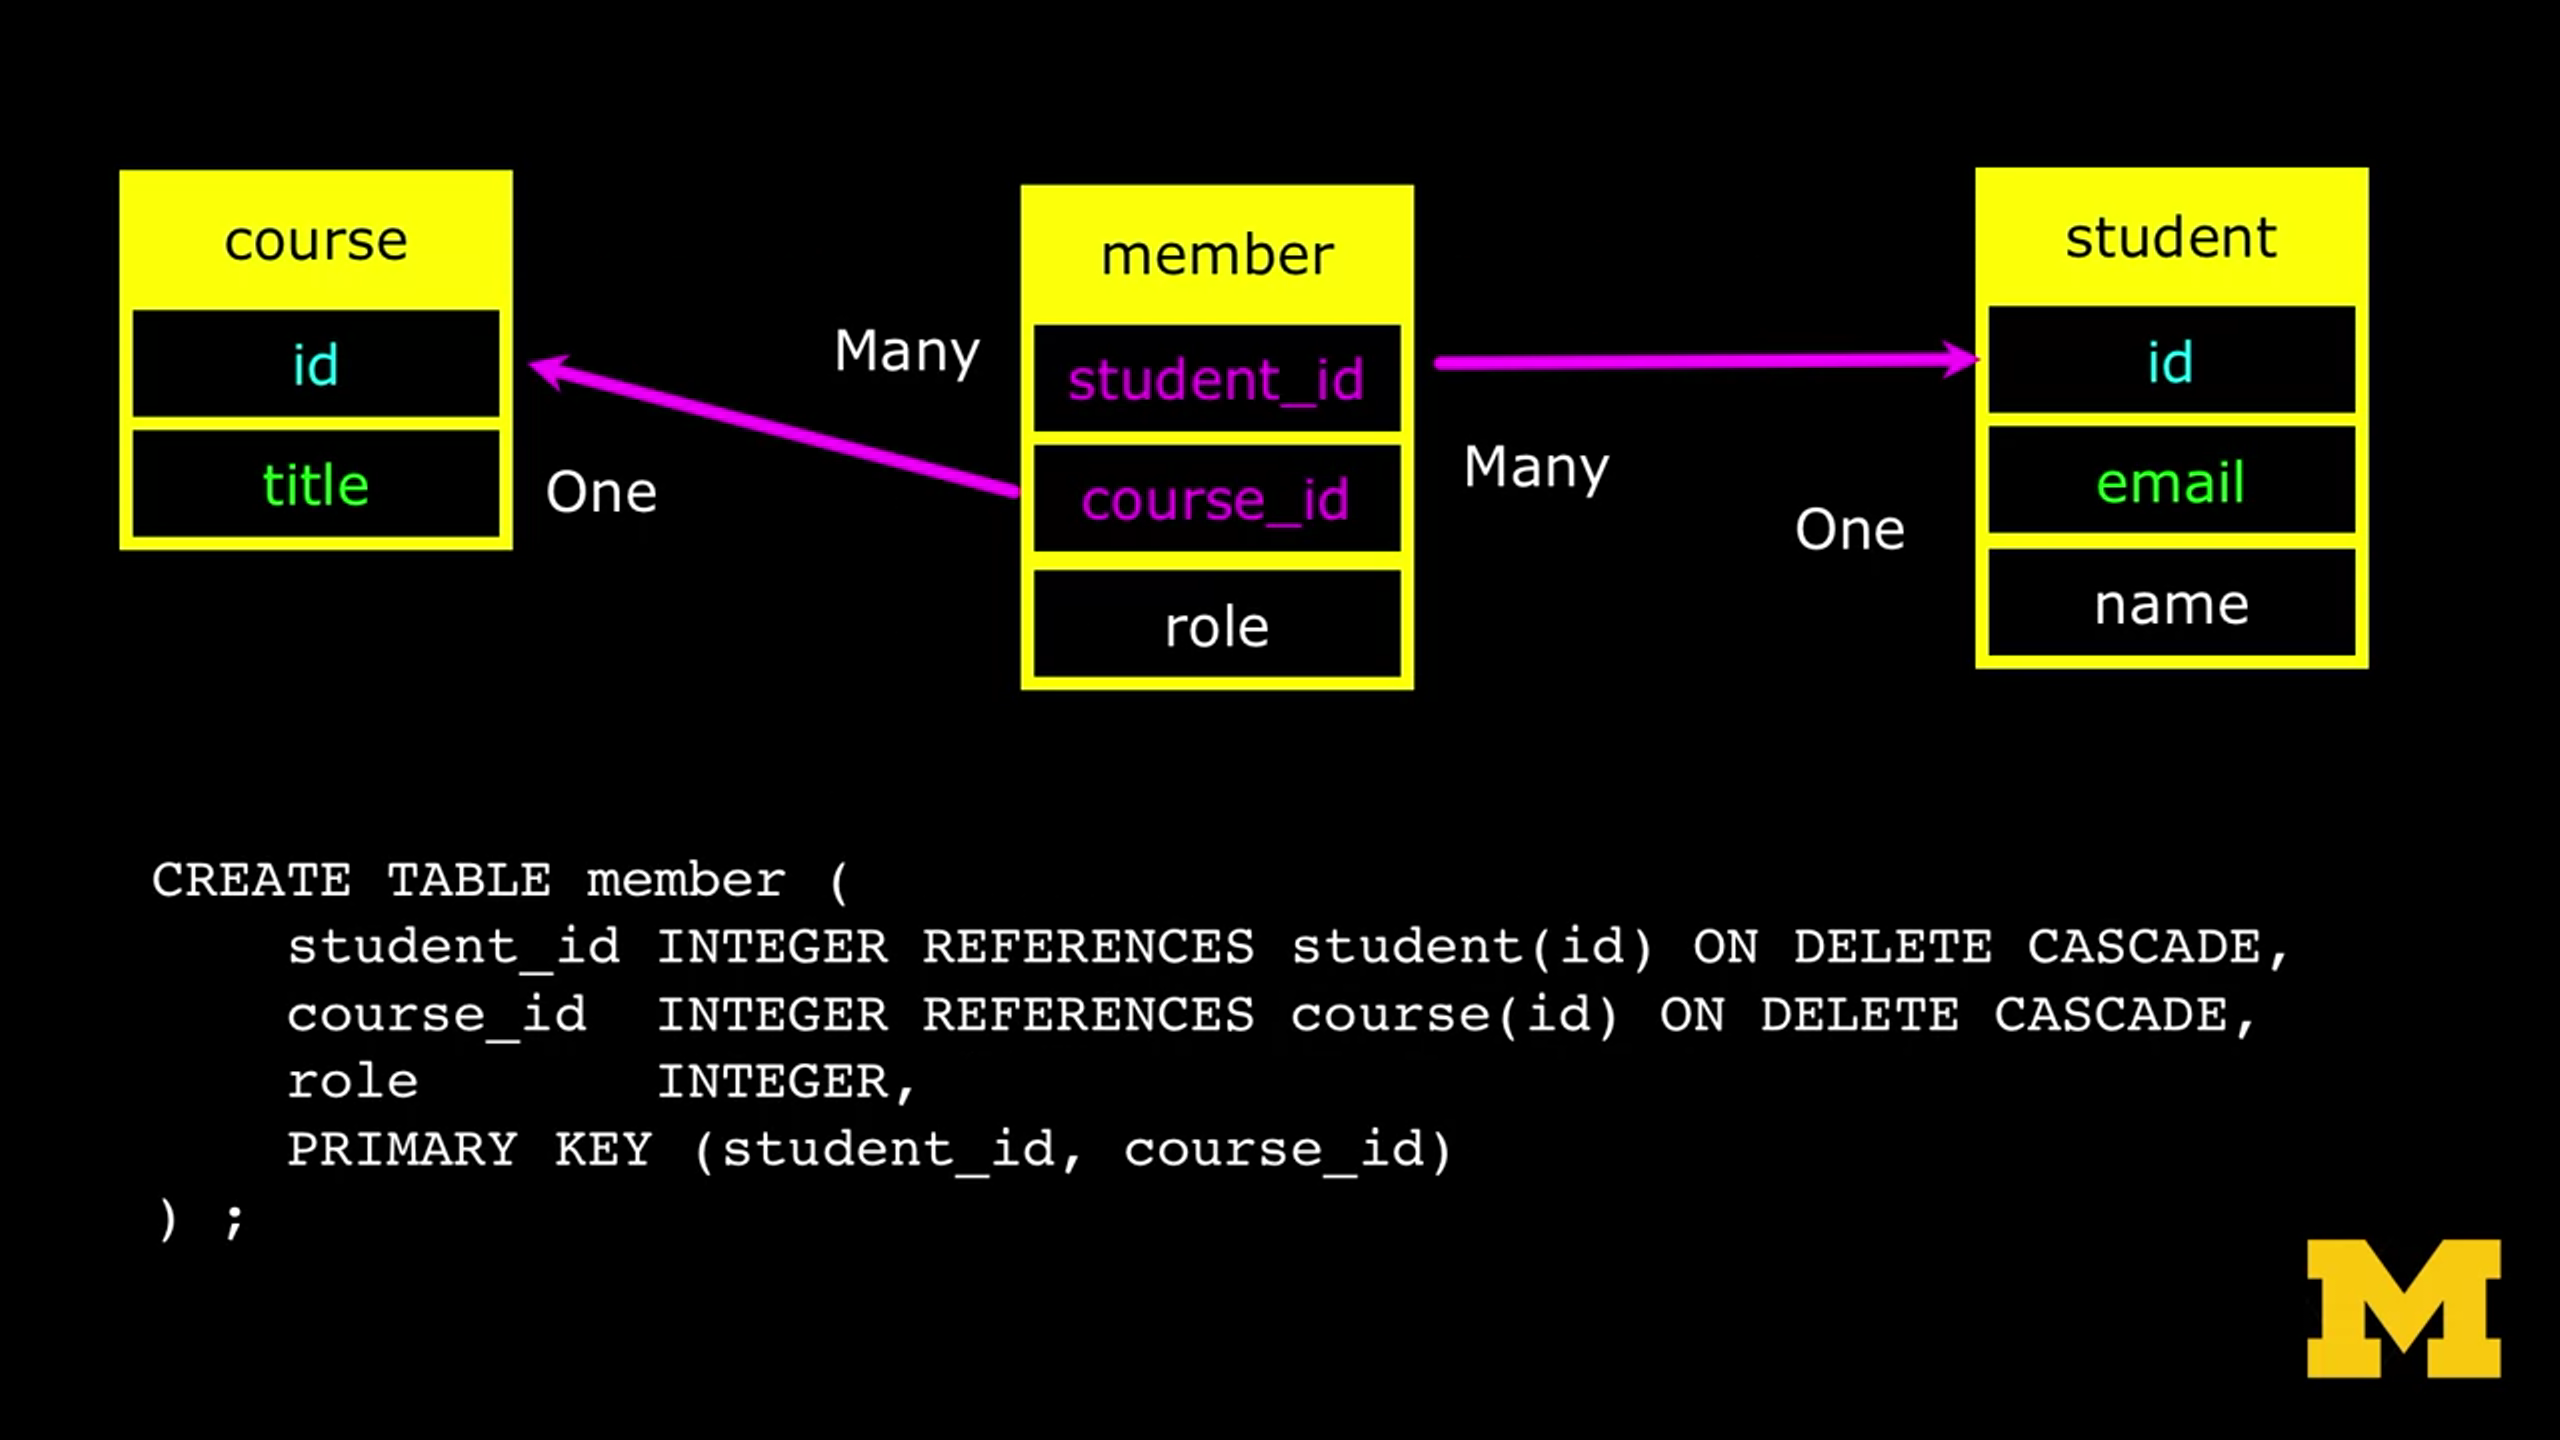 course
id
title
One
Many
member
student_id
course_id
role
Many
One
student
id
email
name
CREATE TABLE member (
student_id INTEGER REFERENCES student(id) ON DELETE CASCADE,
course_id INTEGER REFERENCES course(id) ON DELETE CASCADE,
role INTEGER,
PRIMARY KEY (student_id, course_id)
) ;
M